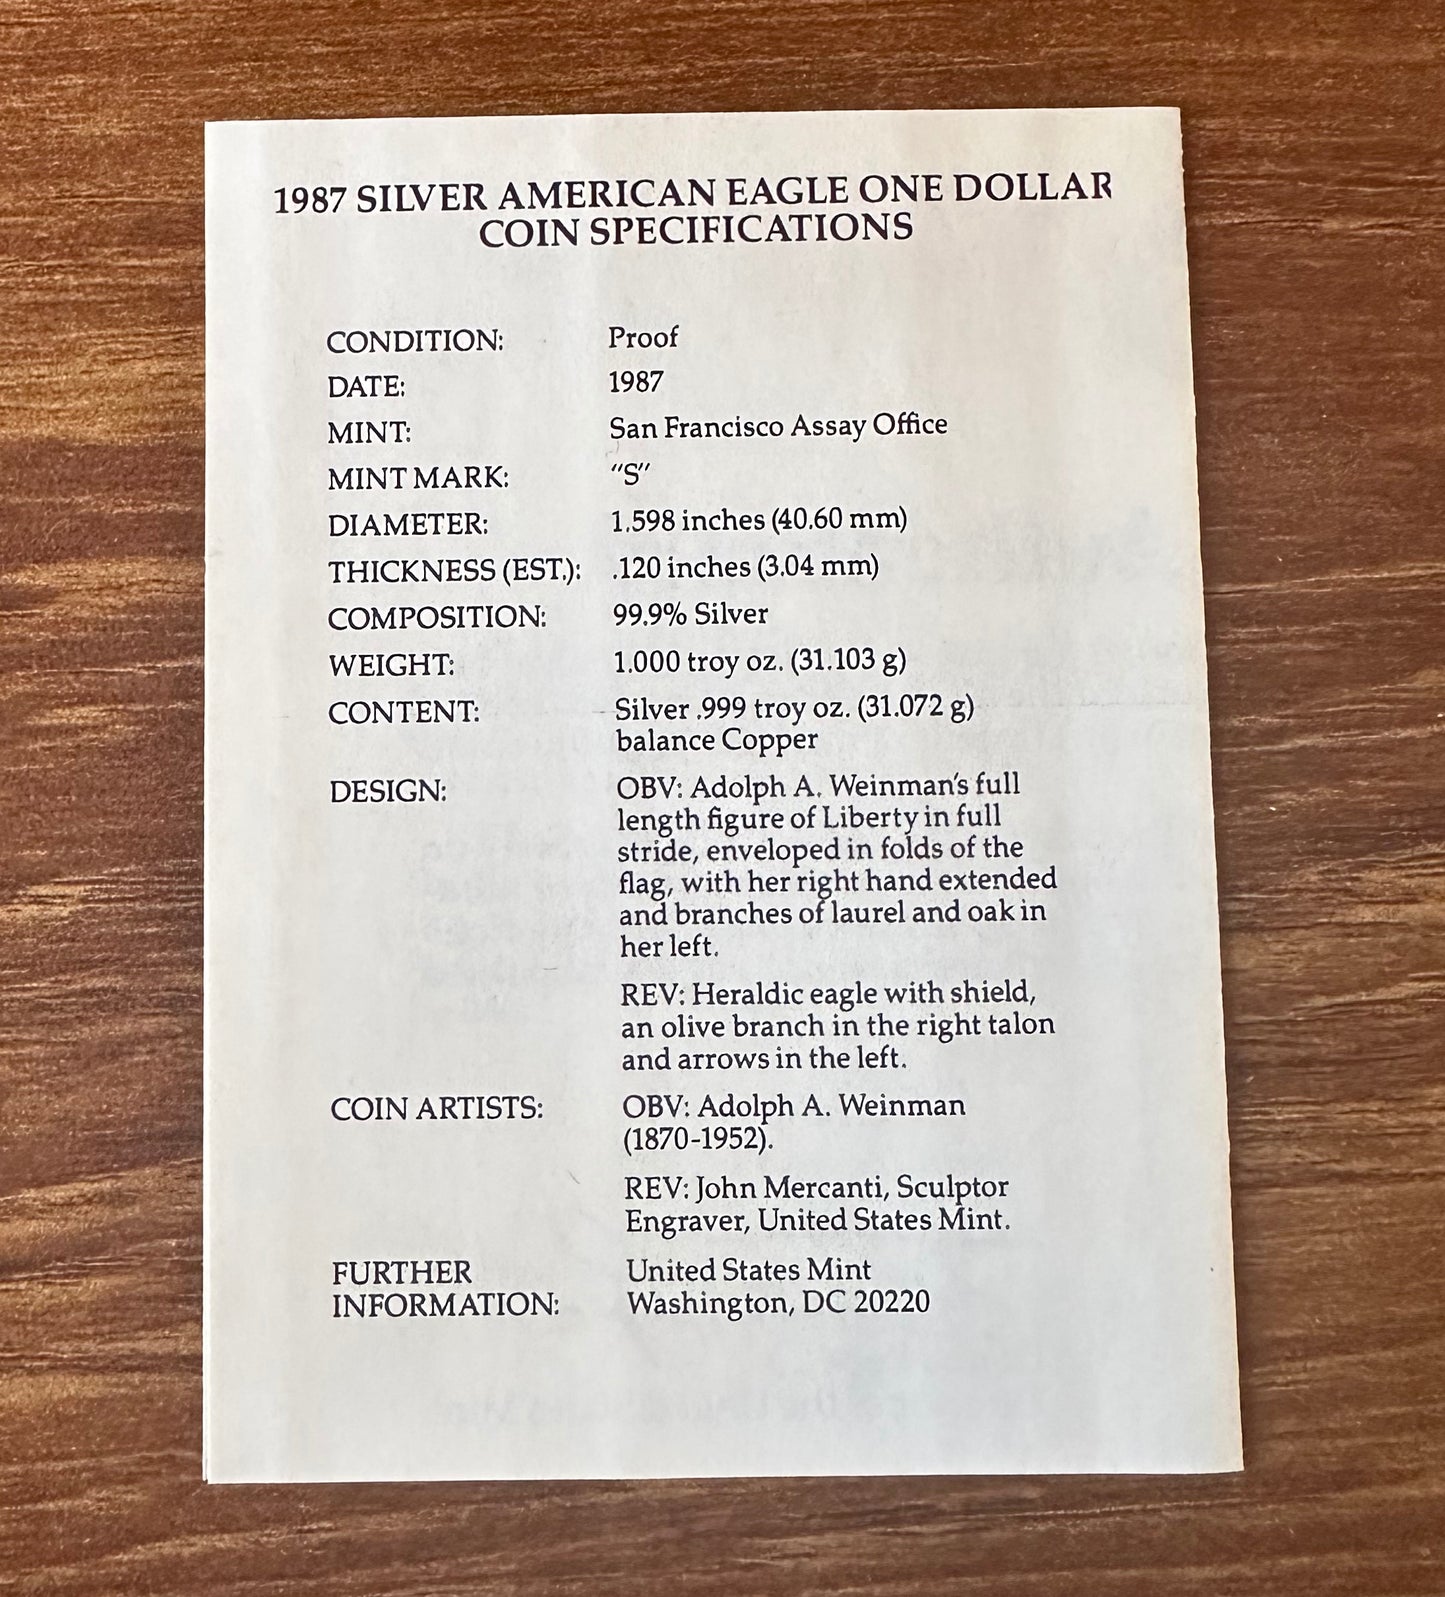 1987 SILVER AMERICAN EAGLE ONE DOLLAR
COIN SPECIFICATIONS
CONDITION: Proof
DATE: 1987
MINT: San Francisco Assay Office
MINT MARK: "S"
DIAMETER: 1.598 inches (40.60 mm)
THICKNESS (EST.): .120 inches (3.04 mm)
COMPOSITION: 99.9% Silver
WEIGHT: 1.000 troy oz. (31.103 g)
CONTENT: Silver .999 troy oz. (31.072 g)
balance Copper
DESIGN: OBV: Adolph A. Weinman's full
length figure of Liberty in full
stride, enveloped in folds of the
flag, with her right hand extended
and branches of laurel and oak in
her left.
REV: Heraldic eagle with shield,
an olive branch in the right talon
and arrows in the left.
COIN ARTISTS: OBV: Adolph A. Weinman
(1870-1952).
REV: John Mercanti, Sculptor
Engraver, United States Mint.
FURTHER United States Mint
INFORMATION: Washington, DC 20220